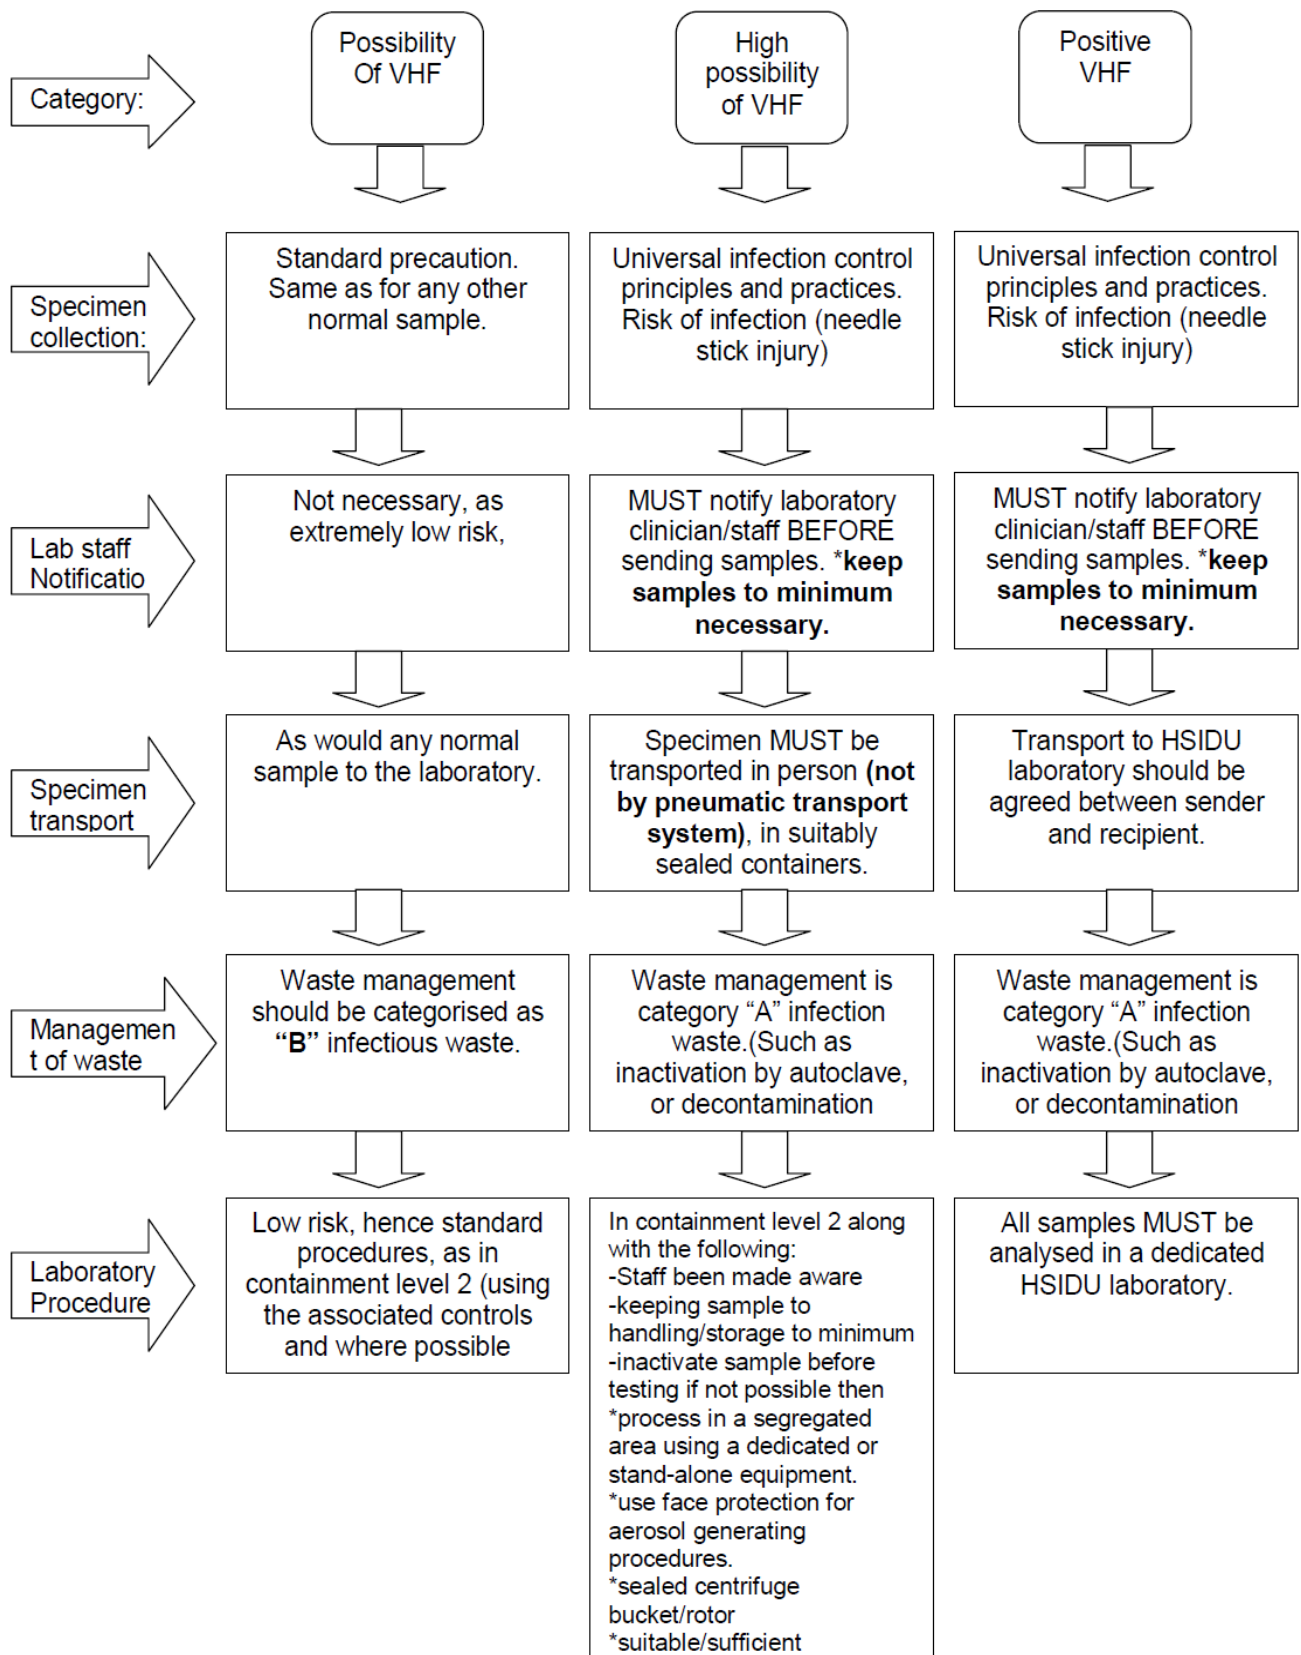 Category:
Possibility
Of VHF
High
possibility
of VHF
Positive
VHF
Specimen
collection:
Standard precaution.
Same as for any other
normal sample.
Universal infection control
principles and practices.
Risk of infection (needle
stick injury)
Universal infection control
principles and practices.
Risk of infection (needle
stick injury)
Lab staff
Notificatio
Not necessary, as
extremely low risk,
MUST notify laboratory
clinician/staff BEFORE
sending samples. *keep
samples to minimum
necessary.
MUST notify laboratory
clinician/staff BEFORE
sending samples. *keep
samples to minimum
necessary.
Specimen
transport
As would any normal
sample to the laboratory.
Specimen MUST be
transported in person (not
by pneumatic transport
system), in suitably
sealed containers.
Transport to HSIDU
laboratory should be
agreed between sender
and recipient.
Managemen
t of waste
Waste management
should be categorised as
“B” infectious waste.
Waste management is
category “A” infection
waste.(Such as
inactivation by autoclave,
or decontamination
Waste management is
category “A” infection
waste.(Such as
inactivation by autoclave,
or decontamination
Laboratory
Procedure
Low risk, hence standard
procedures, as in
containment level 2 (using
the associated controls
and where possible
In containment level 2 along
with the following:
-Staff been made aware
-keeping sample to
handling/storage to minimum
-inactivate sample before
testing if not possible then
*process in a segregated
area using a dedicated or
stand-alone equipment.
*use face protection for
aerosol generating
procedures.
*sealed centrifuge
bucket/rotor
*suitable/sufficient
All samples MUST be
analysed in a dedicated
HSIDU laboratory.